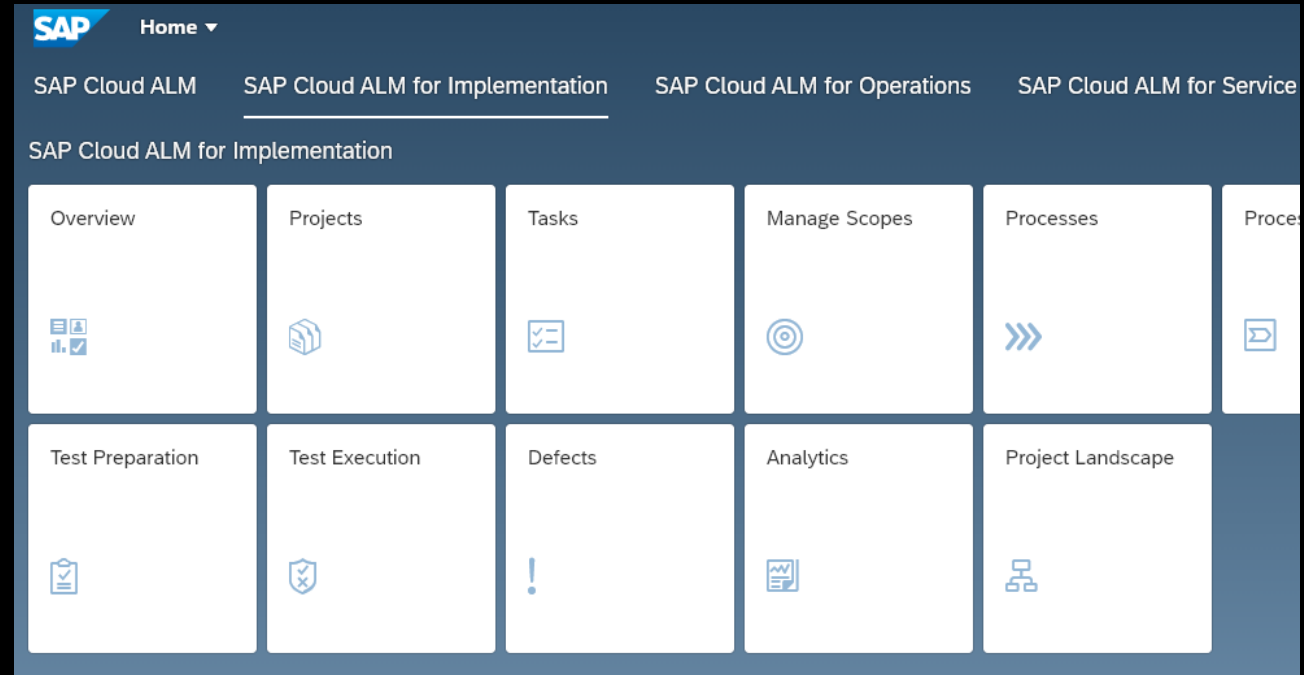 SAP Home
SAP Cloud ALM SAP Cloud ALM for Implementation SAP Cloud ALM for Operations SAP Cloud ALM for Service
SAP Cloud ALM for Implementation
Overview Projects Tasks Manage Scopes Processes
Test Preparation Test Execution Defects Analytics Project Landscape